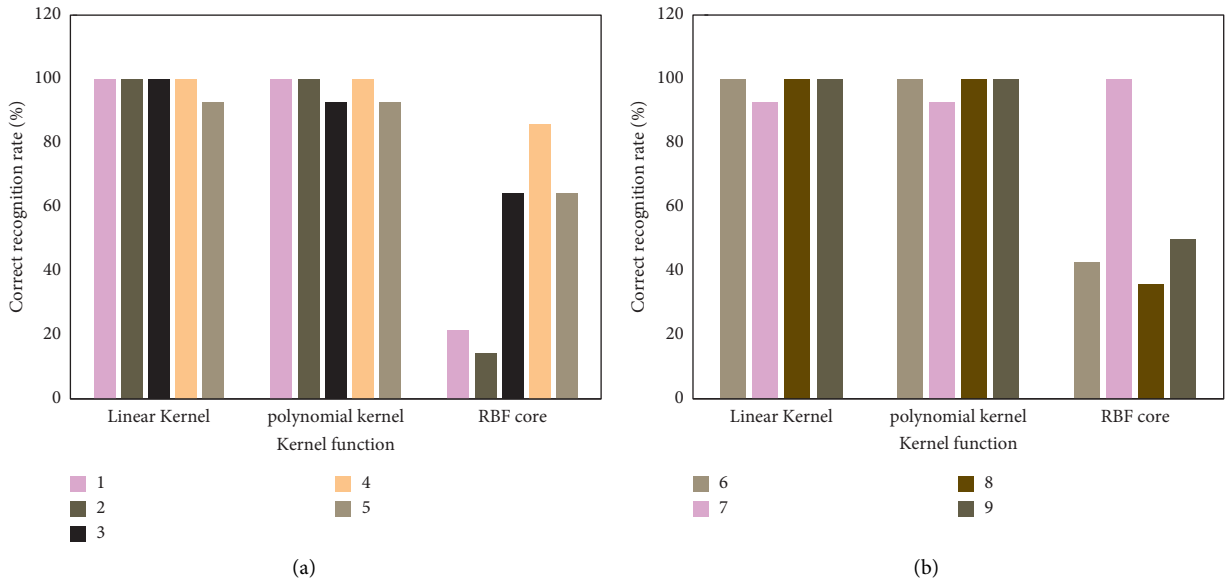 120
100
80
60
40
20
0
Correct recognition rate (%)
Linear Kernel polynomial kernel RBF core
Kernel function
1 4
2 5
3
(a)
120
100
80
60
40
20
0
Correct recognition rate (%)
Linear Kernel polynomial kernel RBF core
Kernel function
6 8
7 9
(b)